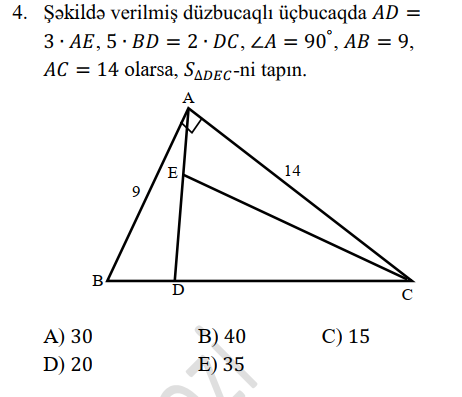 4. Şəkildə verilmiş düzbucaqlı üçbucaqda AD =
3 · AE, 5 · BD = 2 · DC, ∠A = 90°, AB = 9,
AC = 14 olarsa, S△DEC-ni tapın.
A
E
14
9
B
D
C
A) 30 B) 40 C) 15
D) 20 E) 35